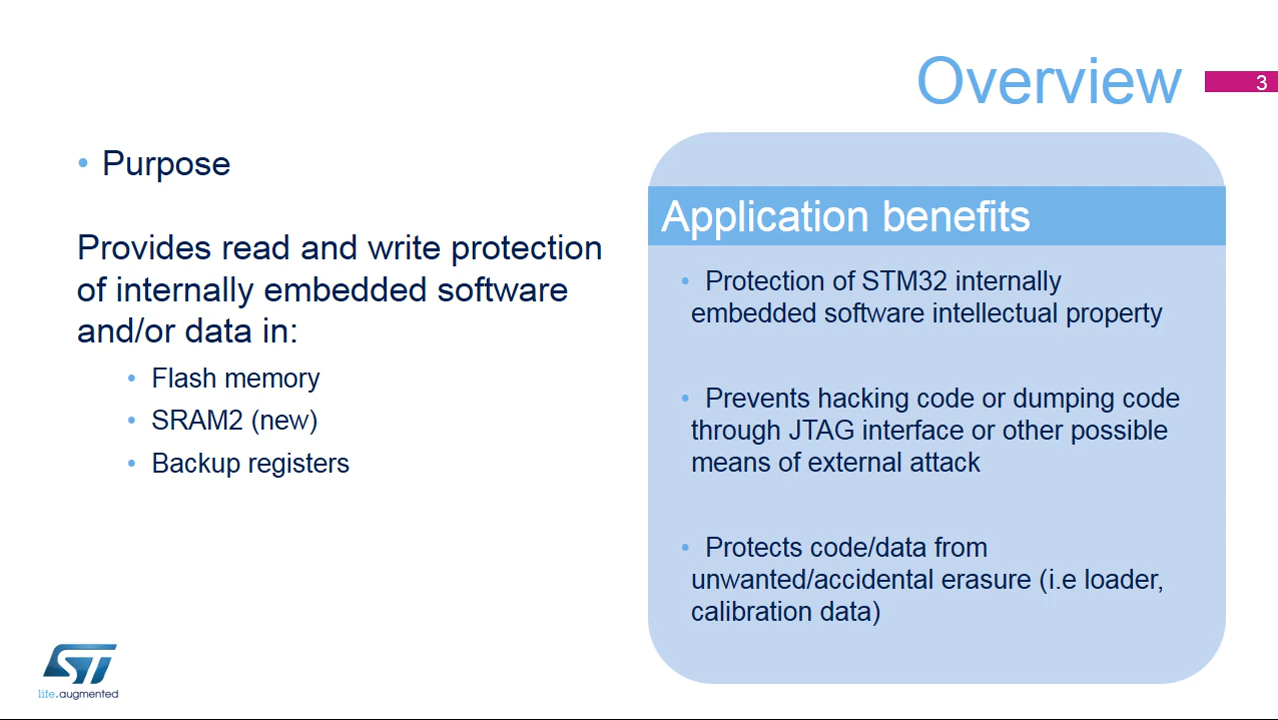 Overview
3
• Purpose
Provides read and write protection
of internally embedded software
and/or data in:
• Flash memory
• SRAM2 (new)
• Backup registers
Application benefits
• Protection of STM32 internally
embedded software intellectual property
• Prevents hacking code or dumping code
through JTAG interface or other possible
means of external attack
• Protects code/data from
unwanted/accidental erasure (i.e loader,
calibration data)
ST
life.augmented